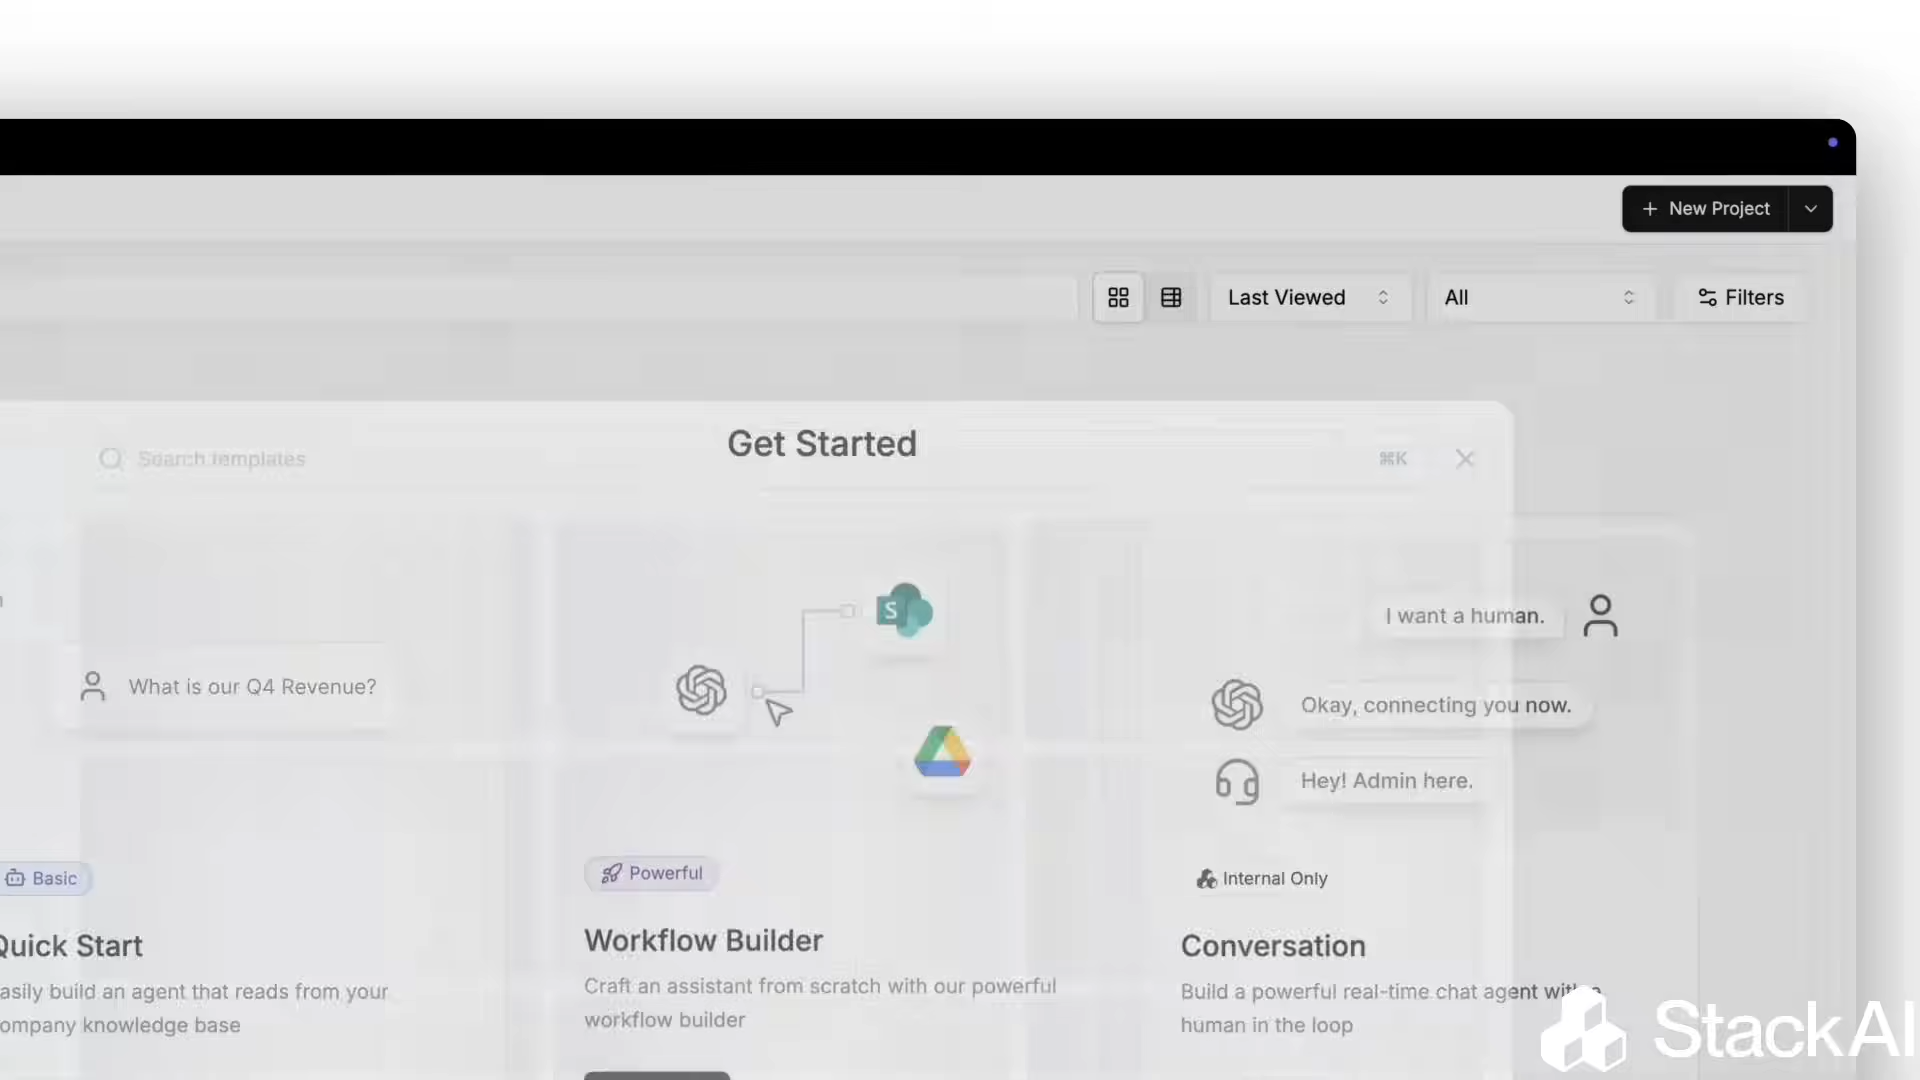 New Project
Last Viewed
All
Filters
Get Started
Search templates
⌘K
I want a human.
What is our Q4 Revenue?
S
Okay, connecting you now.
Hey! Admin here.
Basic
Powerful
Internal Only
Quick Start
Workflow Builder
Conversation
asily build an agent that reads from your
ompany knowledge base
Craft an assistant from scratch with our powerful
workflow builder
Build a powerful real-time chat agent with a
human in the loop
StackAI